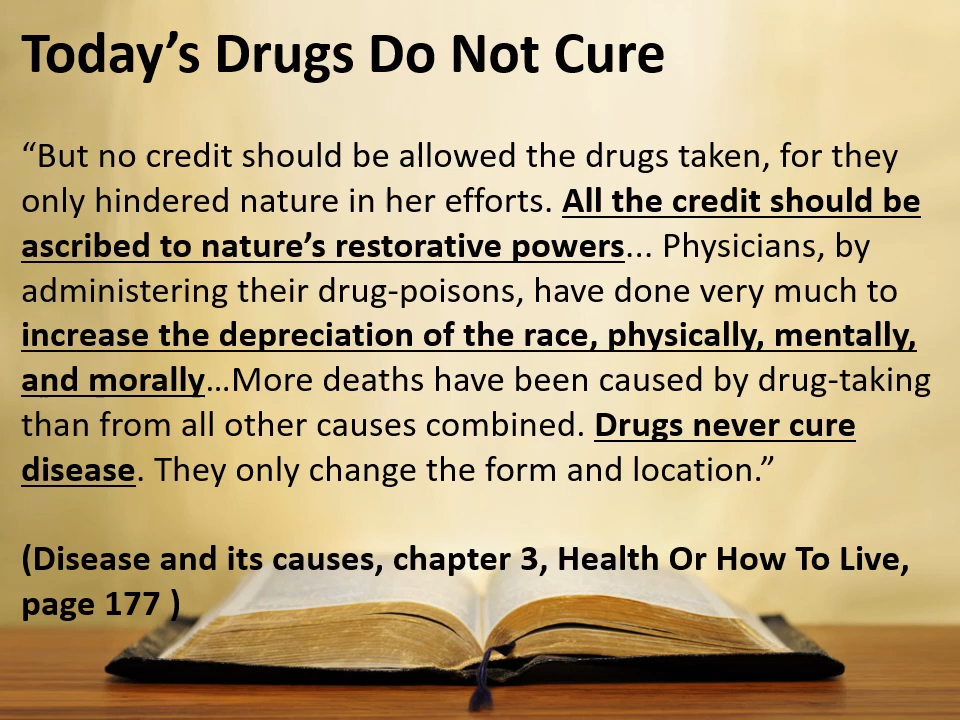 Today’s Drugs Do Not Cure
“But no credit should be allowed the drugs taken, for they
only hindered nature in her efforts. All the credit should be
ascribed to nature’s restorative powers... Physicians, by
administering their drug-poisons, have done very much to
increase the depreciation of the race, physically, mentally,
and morally…More deaths have been caused by drug-taking
than from all other causes combined. Drugs never cure
disease. They only change the form and location.”
(Disease and its causes, chapter 3, Health Or How To Live,
page 177 )